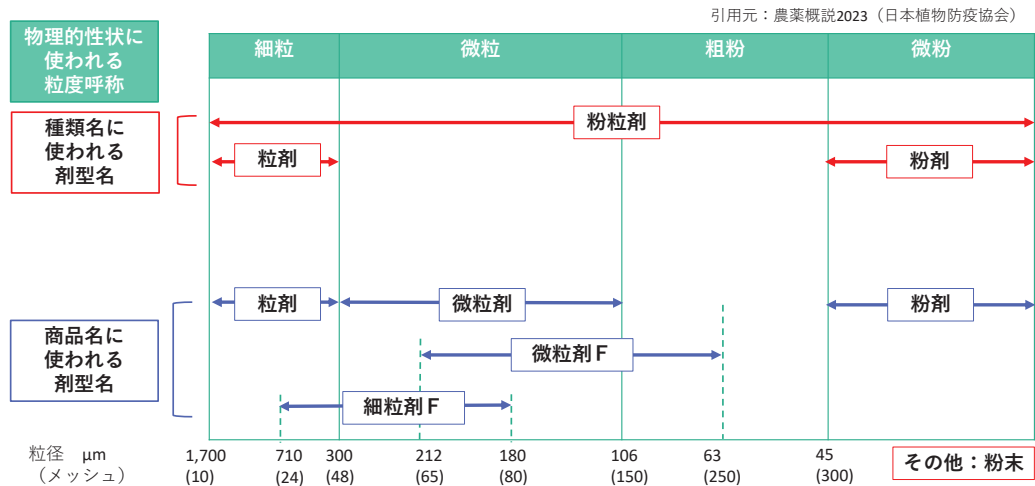 引用元：農薬概説2023（日本植物防疫協会）
物理的性状に
使われる
粒度呼称
細粒
微粒
粗粉
微粉
種類名に
使われる
剤型名
粉粒剤
粒剤
粉剤
商品名に
使われる
剤型名
粒剤
微粒剤
粉剤
微粒剤Ｆ
細粒剤Ｆ
粒径　μm
（メッシュ）
1,700
(10)
710
(24)
300
(48)
212
(65)
180
(80)
106
(150)
63
(250)
45
(300)
その他：粉末